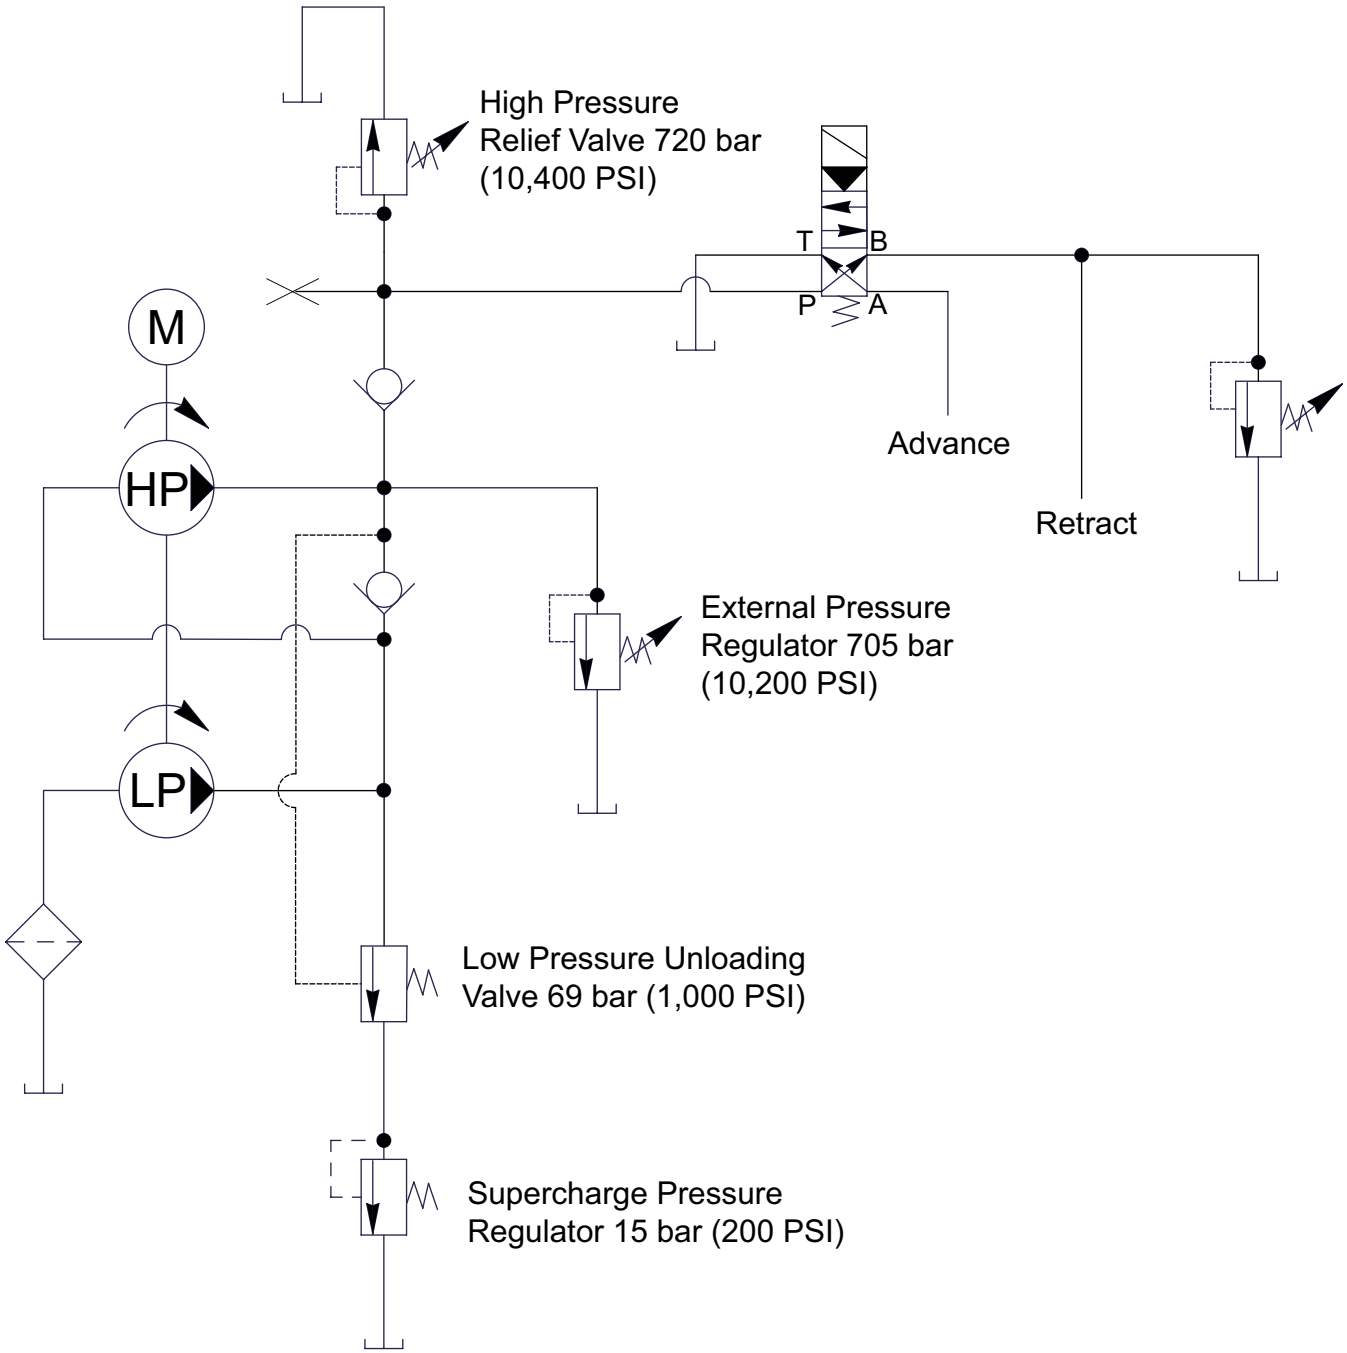 High Pressure
Relief Valve 720 bar
(10,400 PSI)
T
B
P
A
M
Advance
HP
Retract
External Pressure
Regulator 705 bar
(10,200 PSI)
LP
Low Pressure Unloading
Valve 69 bar (1,000 PSI)
Supercharge Pressure
Regulator 15 bar (200 PSI)